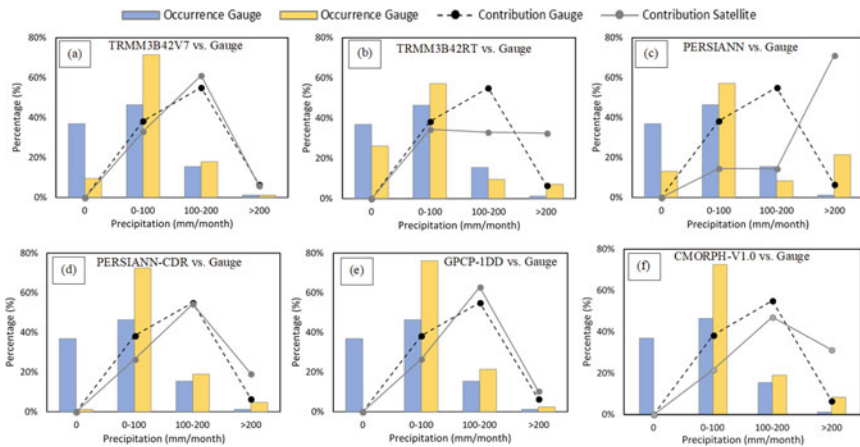 Occurrence Gauge Occurrence Gauge Contribution Gauge Contribution Satellite
(a) TRMM3B42V7 vs. Gauge
80%
60%
40%
20%
0%
Percentage (%)
0 0-100 100-200 >200
Precipitation (mm/month)
(b) TRMM3B42RT vs. Gauge
80%
60%
40%
20%
0%
Percentage (%)
0 0-100 100-200 >200
Precipitation (mm/month)
(c) PERSIANN vs. Gauge
80%
60%
40%
20%
0%
Percentage (%)
0 0-100 100-200 >200
Precipitation (mm/month)
(d) PERSIANN-CDR vs. Gauge
80%
60%
40%
20%
0%
Percentage (%)
0 0-100 100-200 >200
Precipitation (mm/month)
(e) GPCP-1DD vs. Gauge
80%
60%
40%
20%
0%
Percentage (%)
0 0-100 100-200 >200
Precipitation (mm/month)
(f) CMORPH-V1.0 vs. Gauge
80%
60%
40%
20%
0%
Percentage (%)
0 0-100 100-200 >200
Precipitation (mm/month)